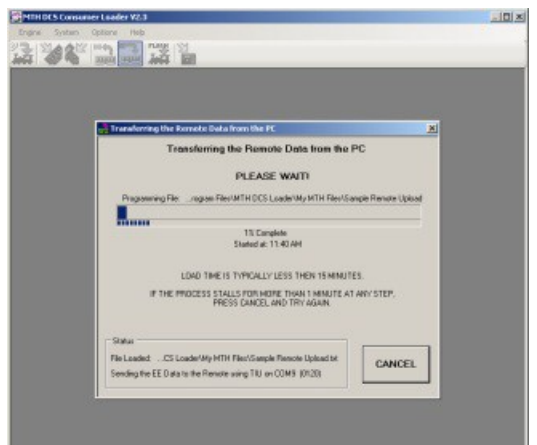 MTH DCS Consumer Loader V2.3
Engine System Options Help
Transferring the Remote Data from the PC
Transferring the Remote Data from the PC
PLEASE WAIT!
Programming File: ...rogram Files\MTH DCS Loader\My MTH Files\Sample Remote Upload
1% Complete
Started at: 11:40 AM
LOAD TIME IS TYPICALLY LESS THEN 15 MINUTES.
IF THE PROCESS STALLS FOR MORE THAN 1 MINUTE AT ANY STEP,
PRESS CANCEL AND TRY AGAIN.
Status
File Loaded: ...CS Loader\My MTH Files\Sample Remote Upload.txt
Sending the EE Data to the Remote using TIU on COM9 (0120)
CANCEL